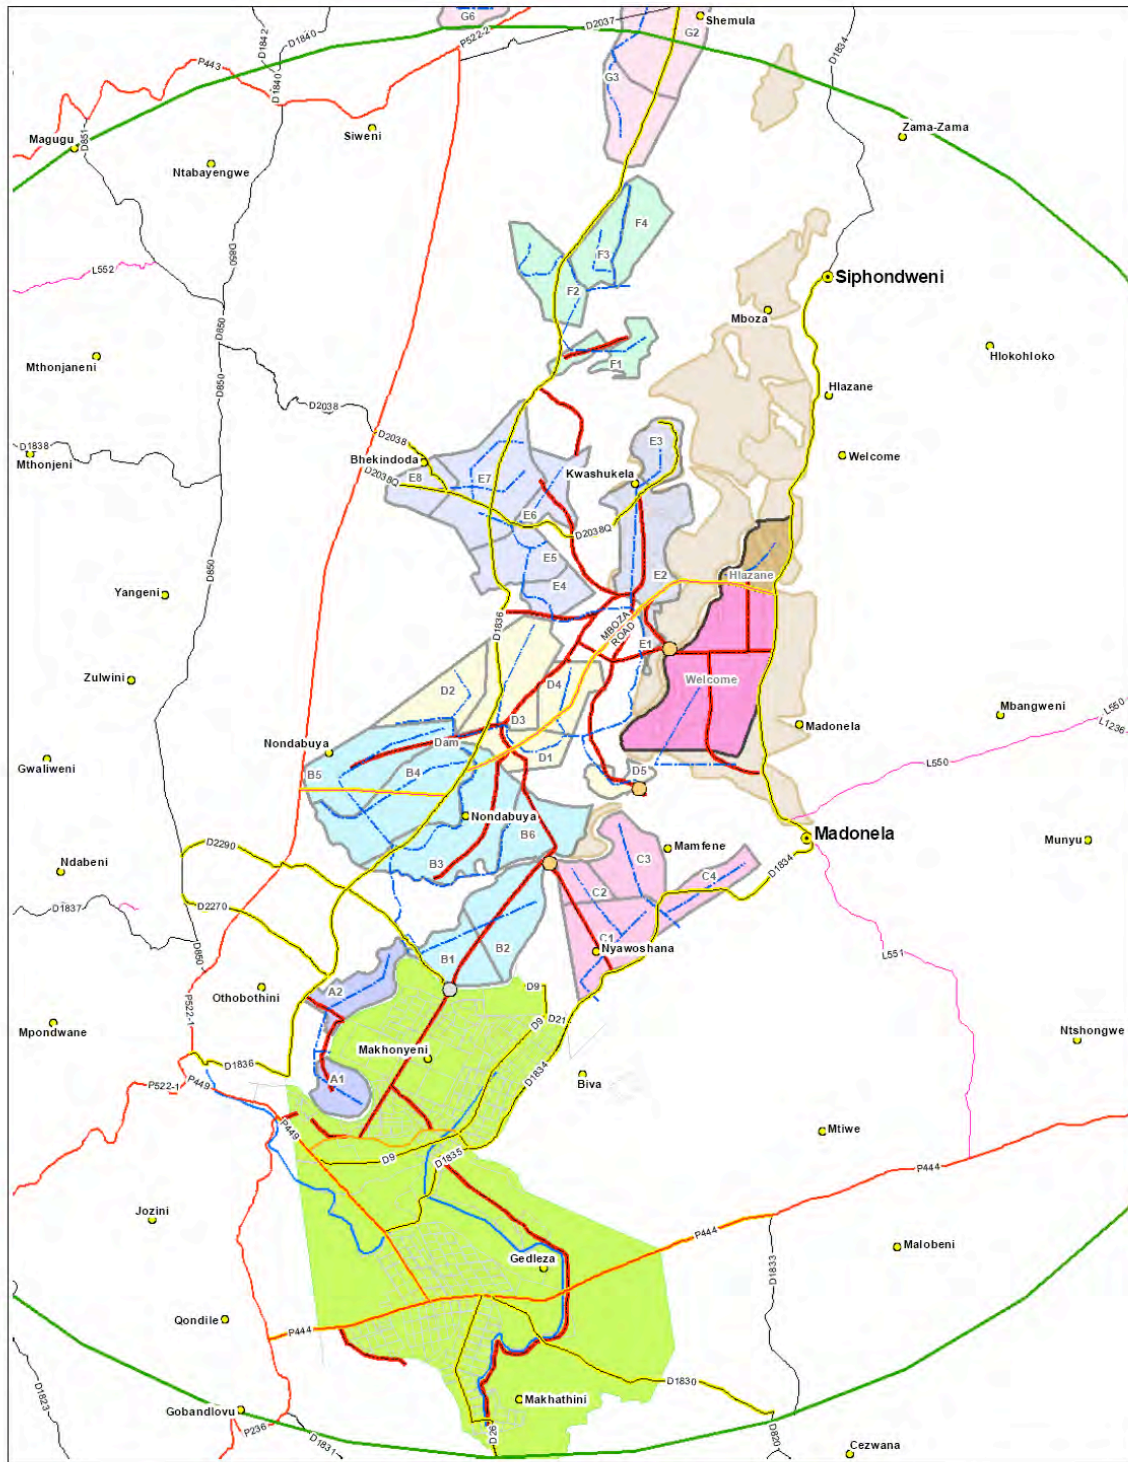 G6
Shemula
D2037
G2
P522-2
D1842
D1840
D1840
D1834
P443
G3
D851
Magugu
Siweni
Zama-Zama
Ntabayengwe
F4
D850
F3
L552
F2
Siphondweni
Mboza
D850
Mthonjaneni
F1
Hlokohloko
D850
Hlazane
D2038
D1838
Mthonjeni
D2038
E3
Welcome
Bhekindoda
E8
E7
Kwashukela
D2038Q
E6
D2038Q
D850
E5
E2
Hlazane
E4
Yangeni
D1836
MBOZA
ROAD
E1
Zulwini
Welcome
D2
D4
Mbangweni
L560
L1236
D3
Madonela
Nondabuya
Dam
Gwaliweni
B5
B4
D1
D5
L550
Nondabuya
B6
Madonela
D2290
Mamfene
Munyu
Ndabeni
B3
C3
D1834
C4
C2
D2270
D1837
C1
Nyawoshana
D850
B2
L551
B1
Othobothini
A2
D9
P522-1
Mpondwane
D9
D21
Ntshongwe
Makhonyeni
D1836
D1834
Biva
P522-1
P449
A1
P449
Mtiwe
D9
D1835
P444
Jozini
P444
Malobeni
Gedleza
D1833
Qondile
P444
D1830
D1823
Makhathini
Gobandlovu
P236
D1831
D820
Cezwana